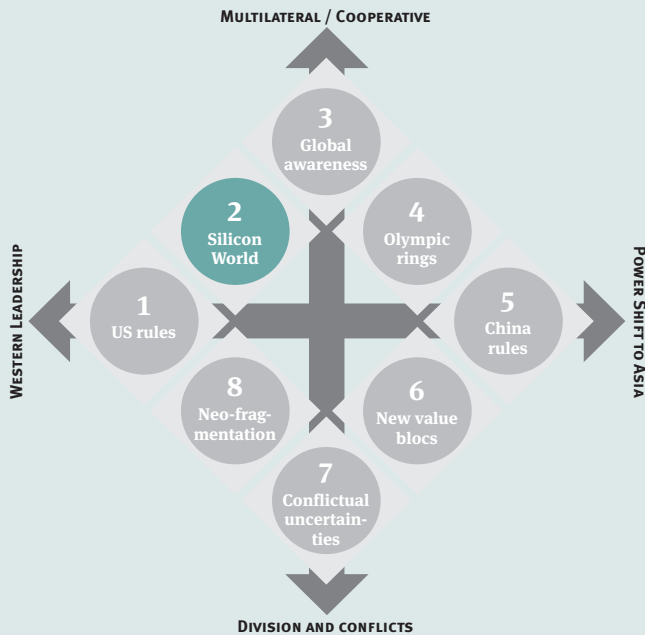 Multilateral / Cooperative
3
Global
awareness
2
Silicon
World
4
Olympic
rings
Western Leadership
1
US rules
5
China
rules
Power Shift to Asia
8
Neo-frag-
mentation
6
New value
blocs
7
Conflictual
uncertain-
ties
Division and conflicts